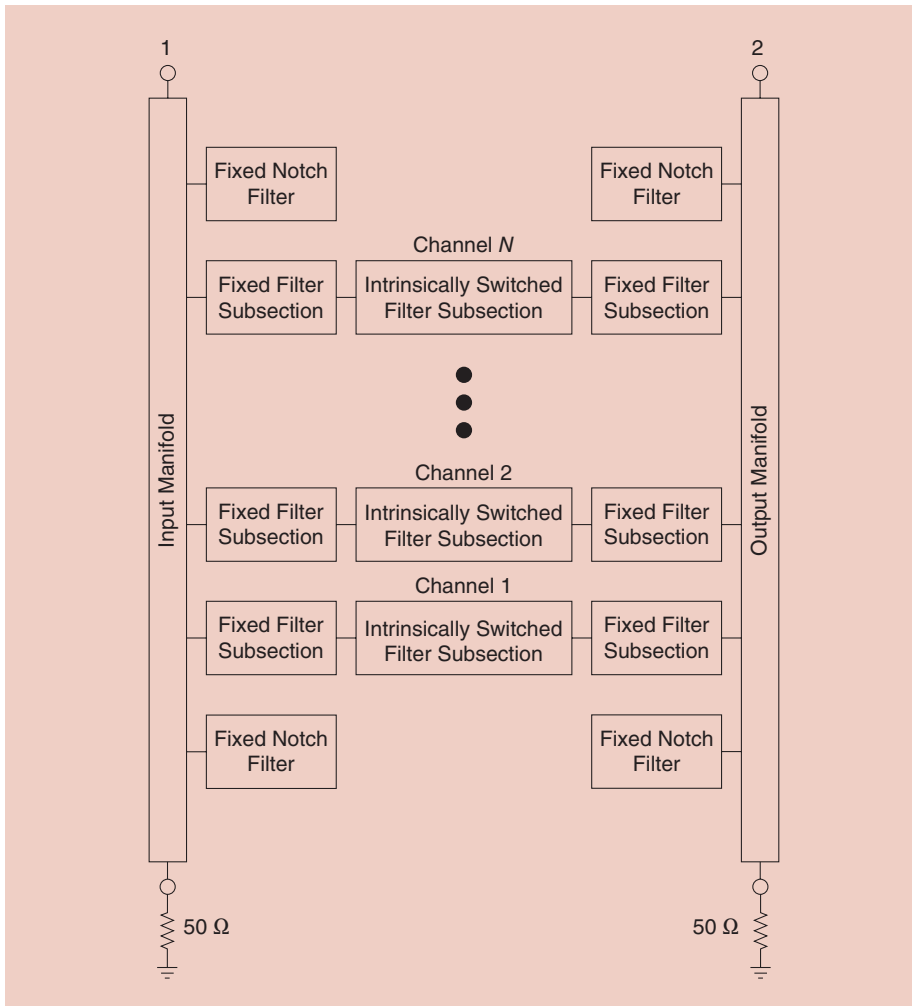 1
2
Fixed Notch
Filter
Fixed Notch
Filter
Channel N
Fixed Filter
Subsection
Intrinsically Switched
Filter Subsection
Fixed Filter
Subsection
Input Manifold
Output Manifold
Channel 2
Fixed Filter
Subsection
Intrinsically Switched
Filter Subsection
Fixed Filter
Subsection
Channel 1
Fixed Filter
Subsection
Intrinsically Switched
Filter Subsection
Fixed Filter
Subsection
Fixed Notch
Filter
Fixed Notch
Filter
50 Ω
50 Ω